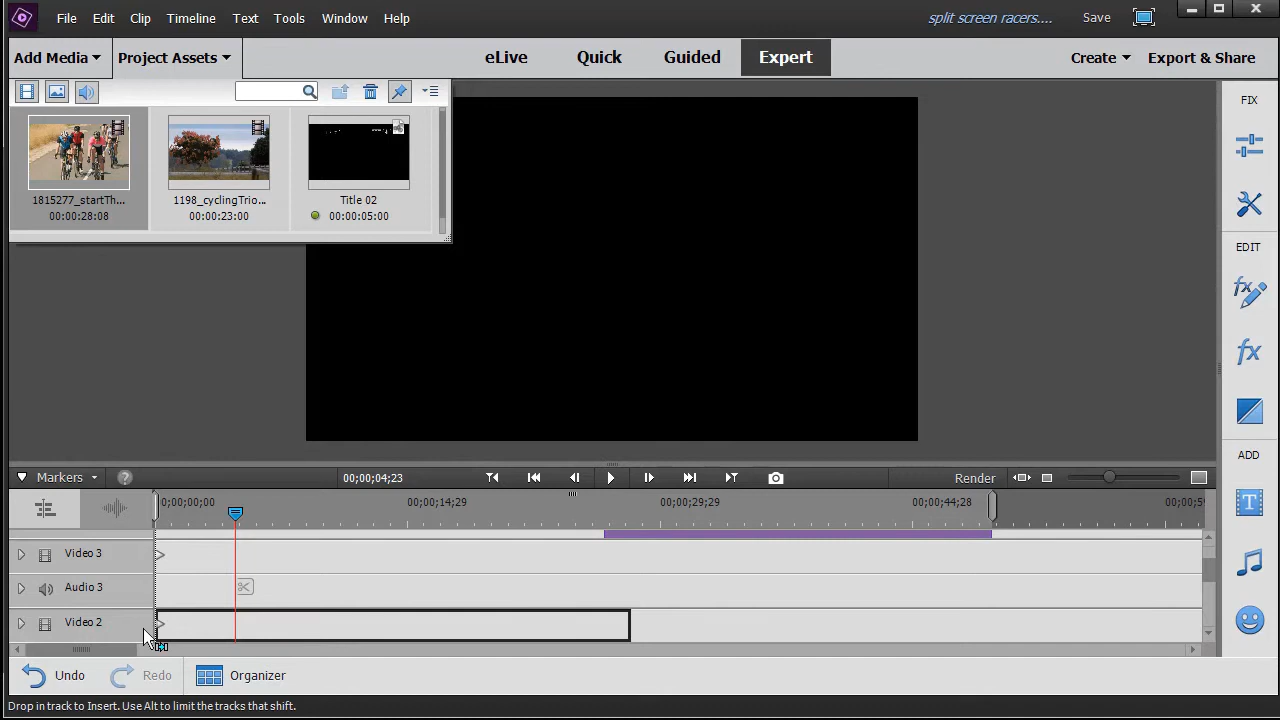 File Edit Clip Timeline Text Tools Window Help split screen racers.... Save
Add Media Project Assets eLive Quick Guided Expert Create Export & Share
FIX
1815277_startTh... 1198_cyclingTrio... Title 02
00:00:28:08 00:00:23:00 00:00:05:00
EDIT
fx
fx
ADD
Markers ? 00;00;04;23 Render
0;00;00;00 00;00;14;29 00;00;29;29 00;00;44;28 00;00;59
T
Video 3
Audio 3
Video 2
Undo Redo Organizer
Drop in track to Insert. Use Alt to limit the tracks that shift.